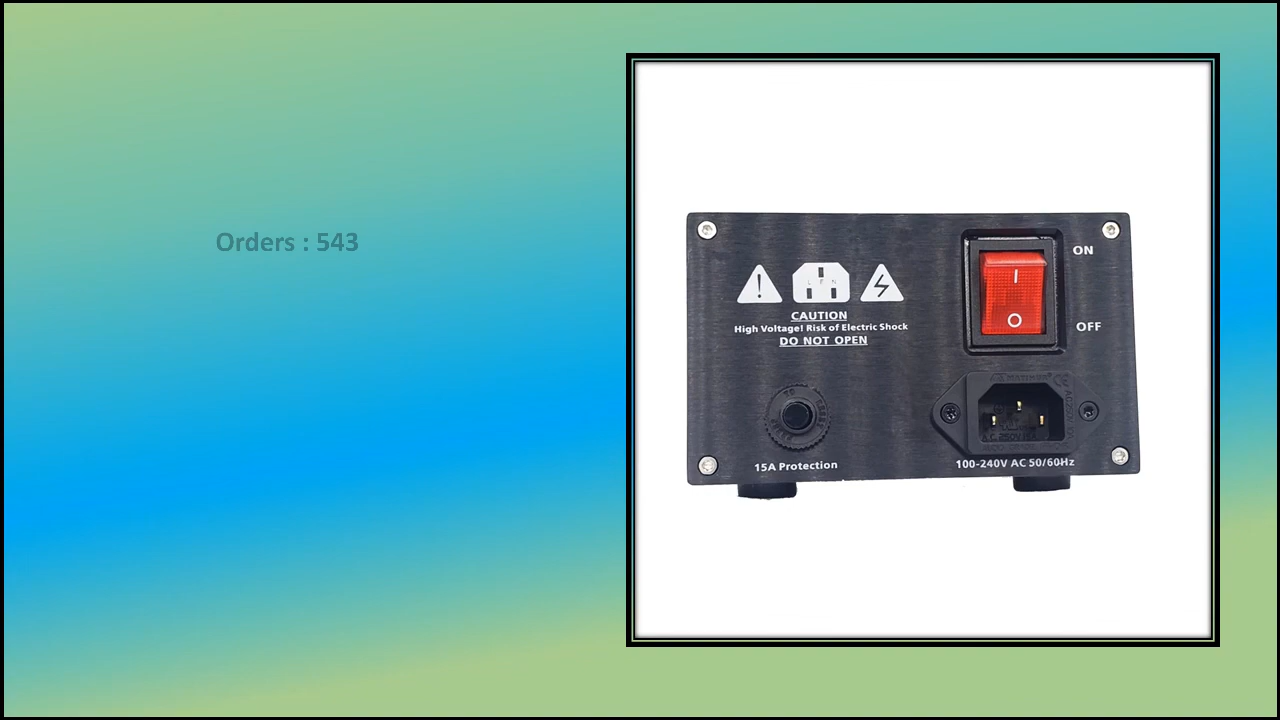 Orders : 543
ON
OFF
CAUTION
High Voltage! Risk of Electric Shock
DO NOT OPEN
15A Protection
100-240V AC 50/60Hz